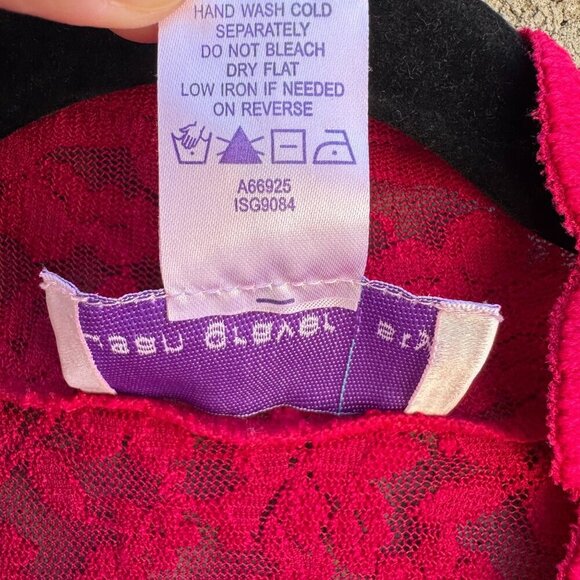 HAND WASH COLD
SEPARATELY
DO NOT BLEACH
DRY FLAT
LOW IRON IF NEEDED
ON REVERSE
A66925
ISG9084